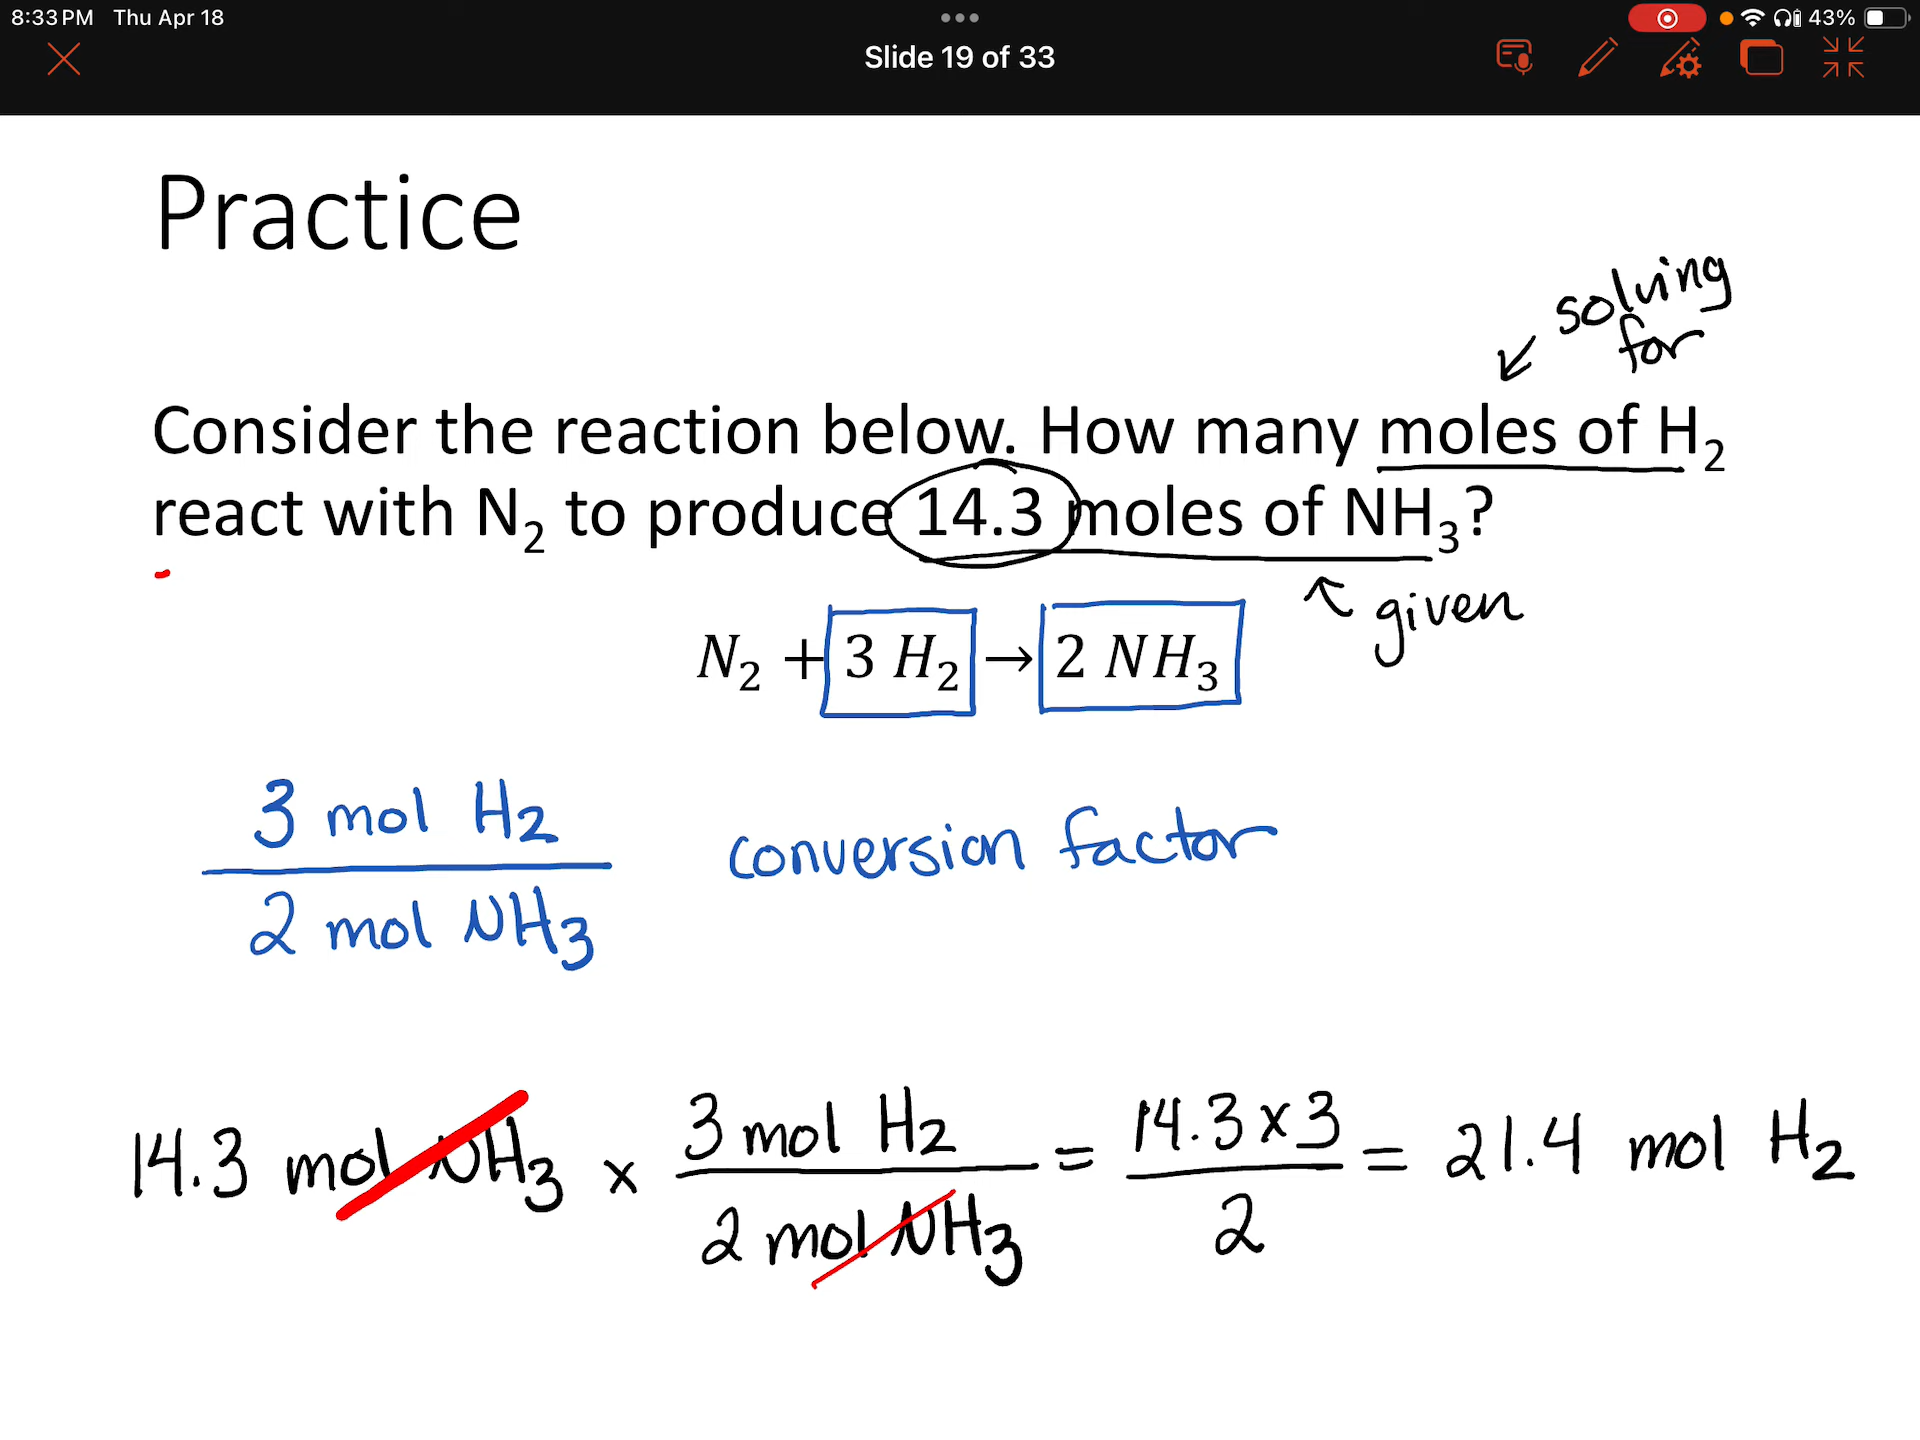 8:33 PM Thu Apr 18 43%
Slide 19 of 33
Practice
solving
for
Consider the reaction below. How many moles of H₂
react with N₂ to produce 14.3 moles of NH₃?
given
N₂ + 3 H₂ → 2 NH₃
3 mol H₂
2 mol NH₃
conversion factor
14.3 mol NH₃ x 3 mol H₂ = 14.3 x 3 = 21.4 mol H₂
2 mol NH₃ 2